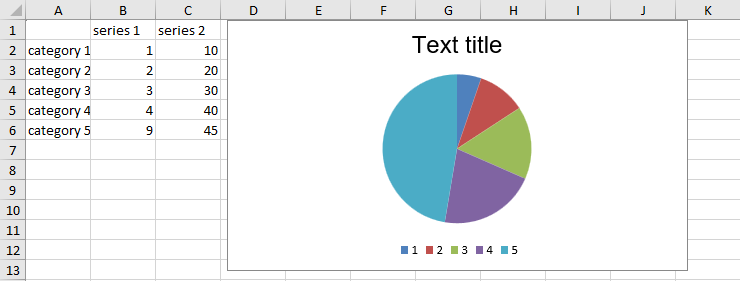 A B C D E F G H I J K
1 series 1 series 2
2 category 1 1 10
3 category 2 2 20
4 category 3 3 30
5 category 4 4 40
6 category 5 9 45
7
8
9
10
11
12
13
Text title
1 2 3 4 5